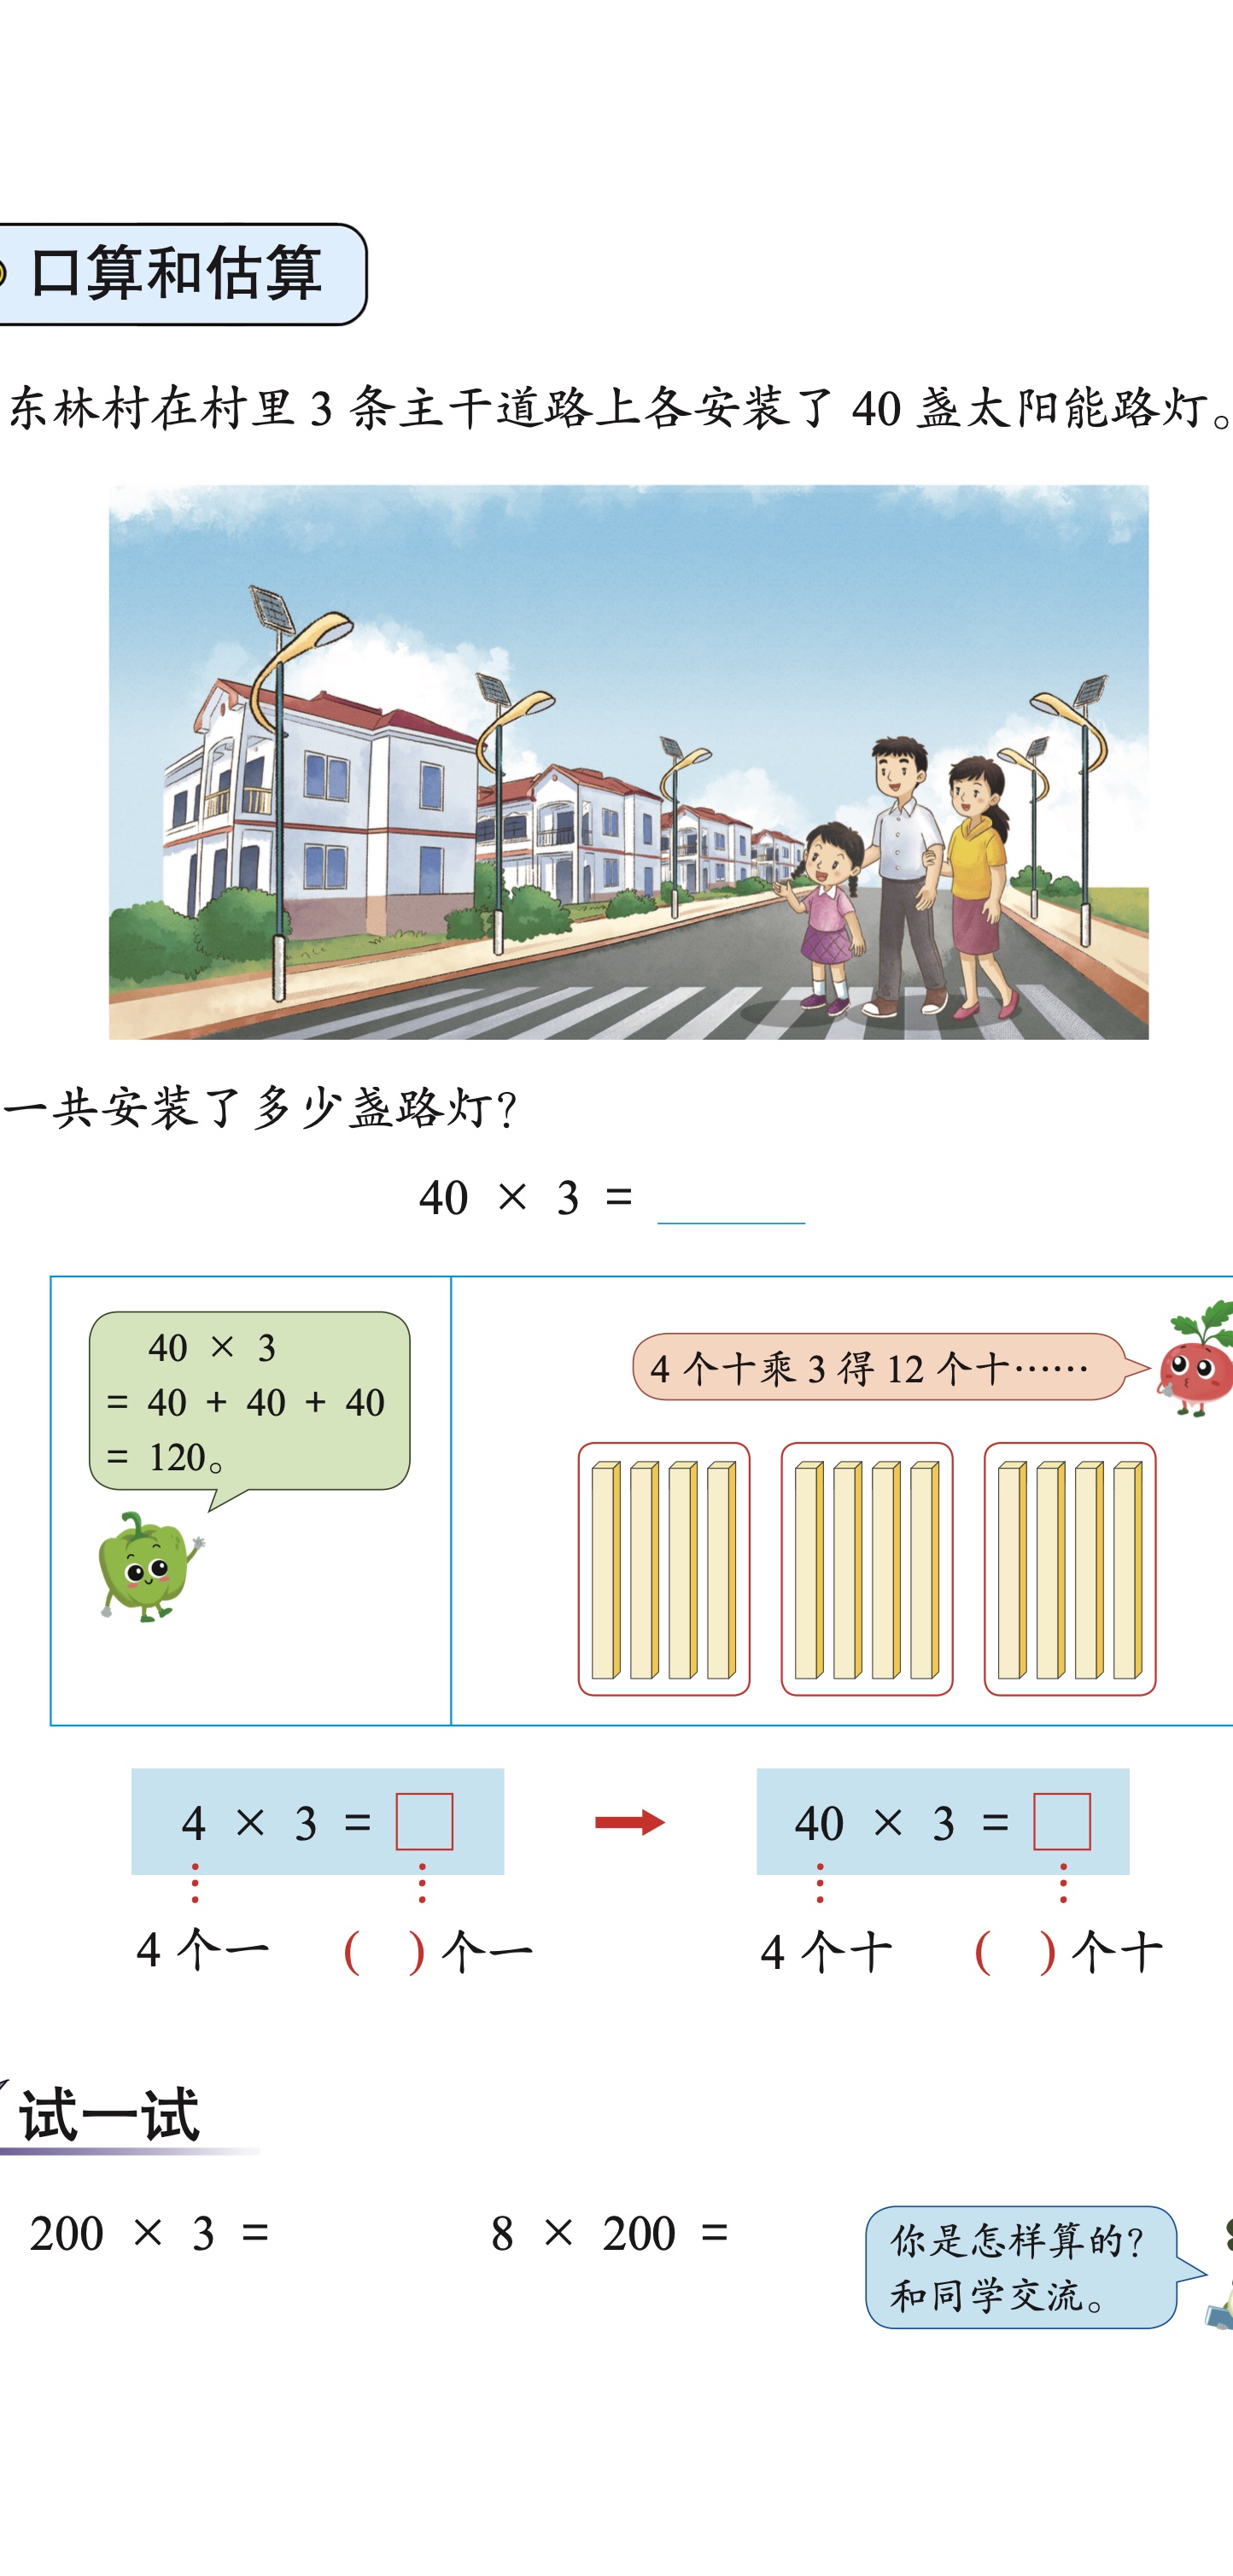 口算和估算
东林村在村里 3 条主干道路上各安装了 40 盏太阳能路灯。
一共安装了多少盏路灯?
40 × 3 =
40 × 3
= 40 + 40 + 40
= 120。
4 个十乘 3 得 12 个十……
4 × 3 = □ → 40 × 3 = □
4 个一 ( ) 个一 4 个十 ( ) 个十
试一试
200 × 3 = 8 × 200 =
你是怎样算的?
和同学交流。